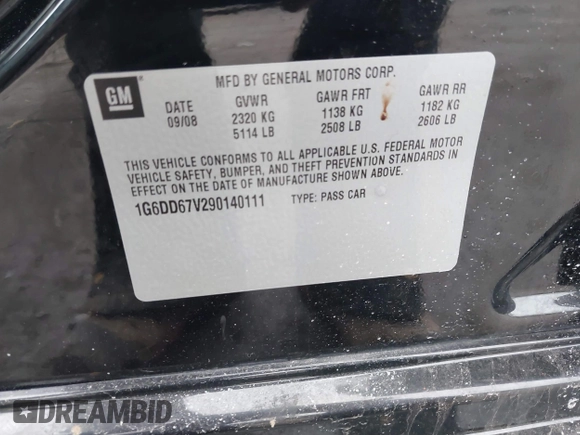 MFD BY GENERAL MOTORS CORP.
GM
DATE GVWR GAWR FRT GAWR RR
09/08 2320 KG 1138 KG 1182 KG
5114 LB 2508 LB 2606 LB
THIS VEHICLE CONFORMS TO ALL APPLICABLE U.S. FEDERAL MOTOR
VEHICLE SAFETY, BUMPER, AND THEFT PREVENTION STANDARDS IN
EFFECT ON THE DATE OF MANUFACTURE SHOWN ABOVE.
1G6DD67V290140111 TYPE: PASS CAR
DREAMBID